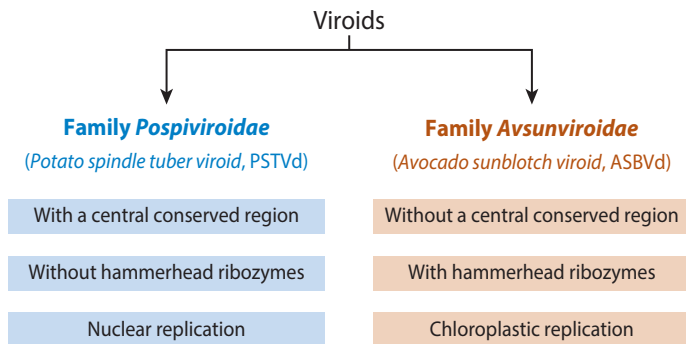 Viroids
Family Pospiviroidae
(Potato spindle tuber viroid, PSTVd)
With a central conserved region
Without hammerhead ribozymes
Nuclear replication
Family Avsunviroidae
(Avocado sunblotch viroid, ASBVd)
Without a central conserved region
With hammerhead ribozymes
Chloroplastic replication